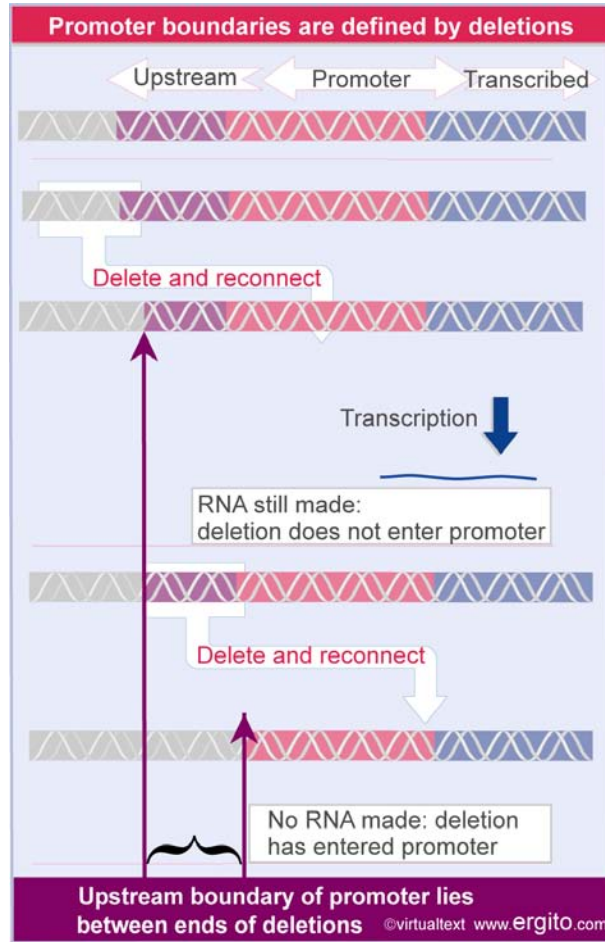 Promoter boundaries are defined by deletions
Upstream Promoter Transcribed
Delete and reconnect
Transcription
RNA still made:
deletion does not enter promoter
Delete and reconnect
No RNA made: deletion
has entered promoter
Upstream boundary of promoter lies
between ends of deletions ©virtualtext www.ergito.com